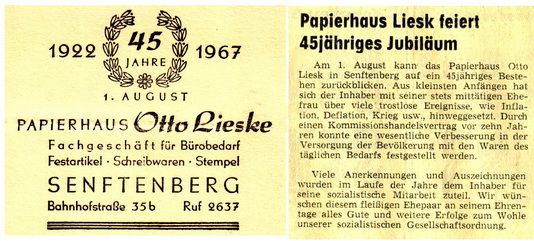 1922 45 1967
JAHRE
1. AUGUST
PAPIERHAUS Otto Lieske
Fachgeschäft für Bürobedarf
Festartikel · Schreibwaren · Stempel
SENFTENBERG
Bahnhofstraße 35b Ruf 2637
Papierhaus Liesk feiert
45jähriges Jubiläum
Am 1. August kann das Papierhaus Otto
Liesk in Senftenberg auf ein 45jähriges Beste-
hen zurückblicken. Aus kleinsten Anfängen hat
sich der Inhaber mit seiner stets mittätigen Ehe-
frau über trostlose Ereignisse, wie Infla-
tion, Deflation, Krieg usw., hinweggesetzt. Durch
einen Kommissionshandelsvertrag vor zehn Jah-
ren konnte eine wesentliche Verbesserung in der
Versorgung der Bevölkerung mit den Waren des
täglichen Bedarfs festgestellt werden.
Viele Anerkennungen und Auszeichnungen
wurden im Laufe der Jahre dem Inhaber für
seine sozialistische Mitarbeit zuteil. Wir wün-
schen diesem fleißigen Ehepaar an seinem Ehren-
tage alles Gute und weitere Erfolge zum Wohle
unserer sozialistischen Gesellschaftsordnung.